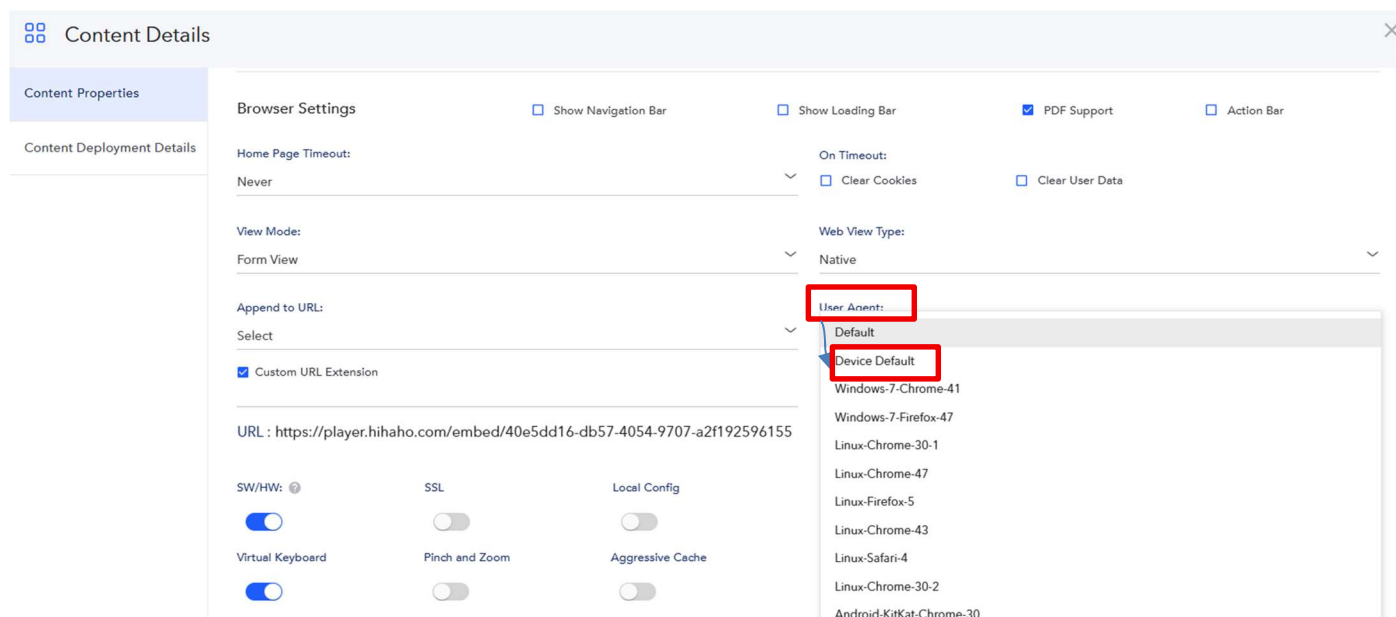 Content Details
Content Properties
Content Deployment Details
Browser Settings
Show Navigation Bar
Show Loading Bar
PDF Support
Action Bar
Home Page Timeout:
Never
On Timeout:
Clear Cookies
Clear User Data
View Mode:
Form View
Web View Type:
Native
Append to URL:
Select
Custom URL Extension
URL : https://player.hihaho.com/embed/40e5dd16-db57-4054-9707-a2f192596155
SW/HW:
SSL
Local Config
Virtual Keyboard
Pinch and Zoom
Aggressive Cache
User Agent:
Default
Device Default
Windows-7-Chrome-41
Windows-7-Firefox-47
Linux-Chrome-30-1
Linux-Chrome-47
Linux-Firefox-5
Linux-Chrome-43
Linux-Safari-4
Linux-Chrome-30-2
Android-KitKat-Chrome-30